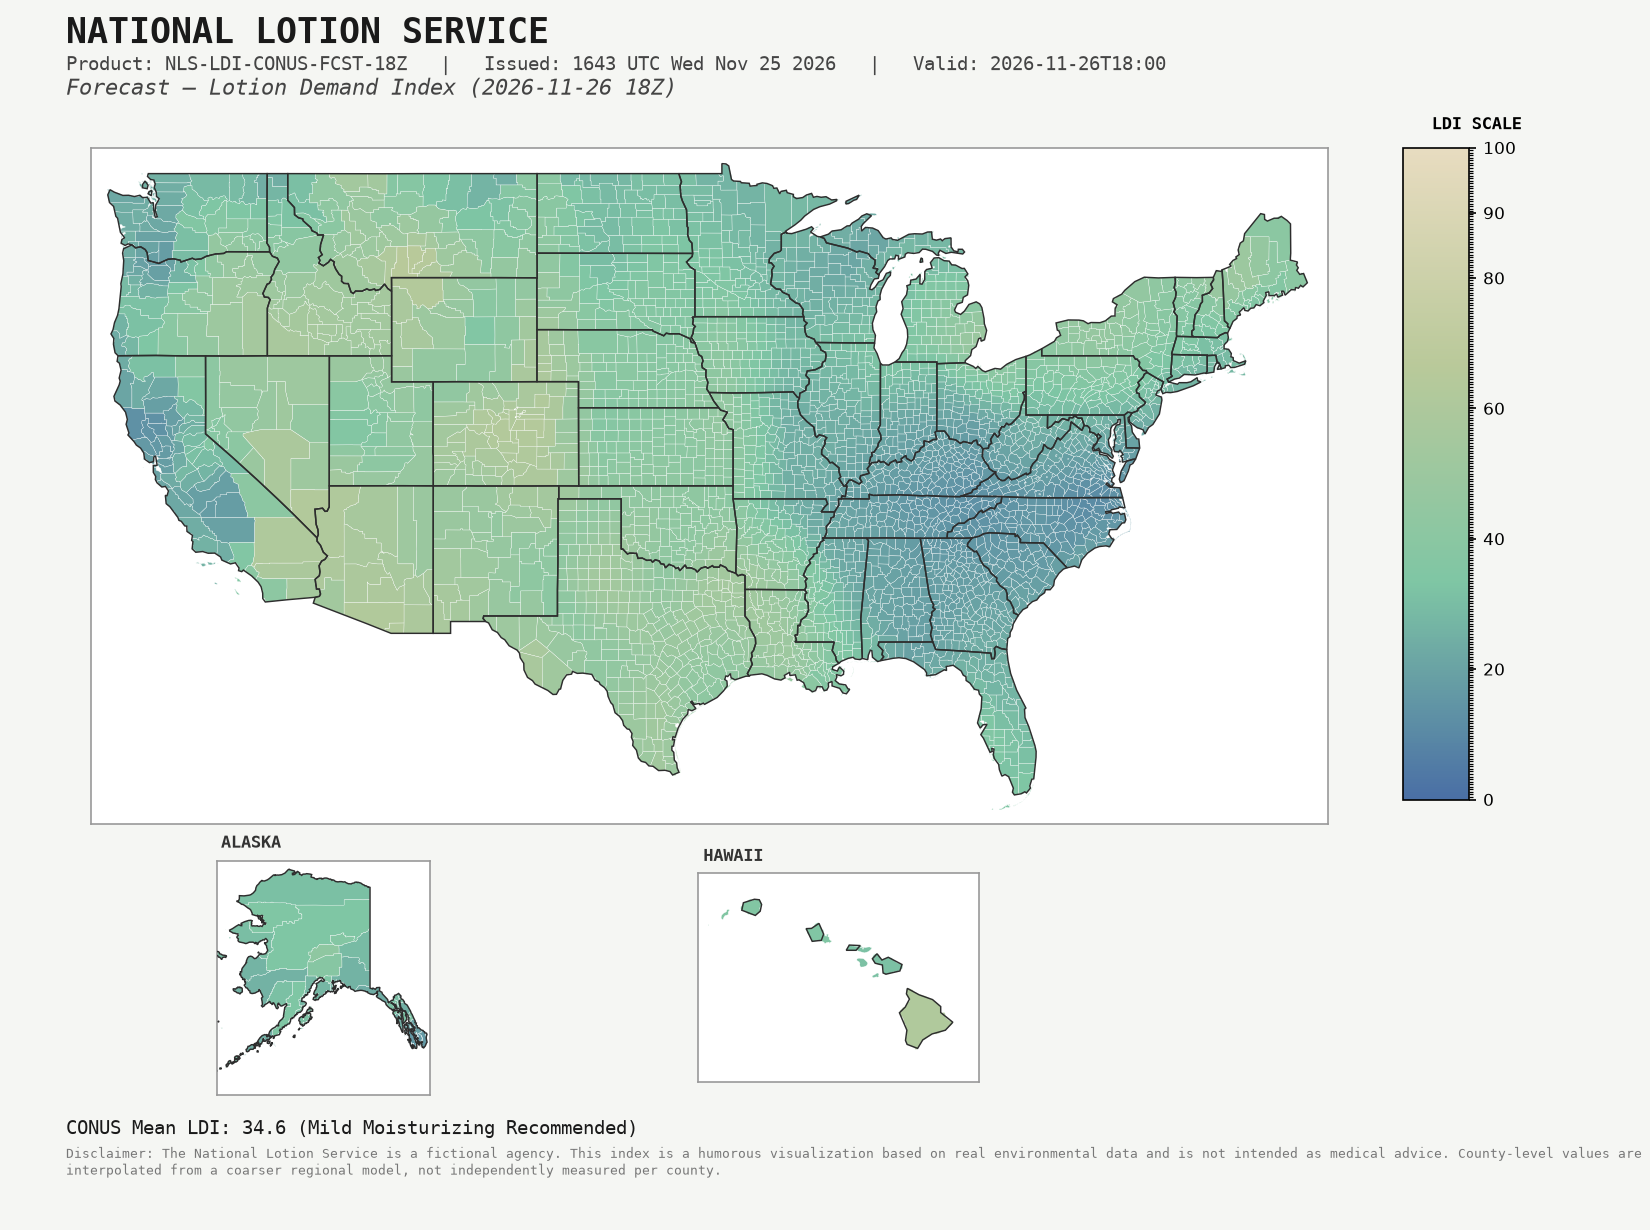 NATIONAL LOTION SERVICE
Product: NLS-LDI-CONUS-FCST-18Z | Issued: 1643 UTC Wed Nov 25 2026 | Valid: 2026-11-26T18:00
Forecast — Lotion Demand Index (2026-11-26 18Z)
LDI SCALE
100
90
80
60
40
20
0
ALASKA
HAWAII
CONUS Mean LDI: 34.6 (Mild Moisturizing Recommended)
Disclaimer: The National Lotion Service is a fictional agency. This index is a humorous visualization based on real environmental data and is not intended as medical advice. County-level values are
interpolated from a coarser regional model, not independently measured per county.